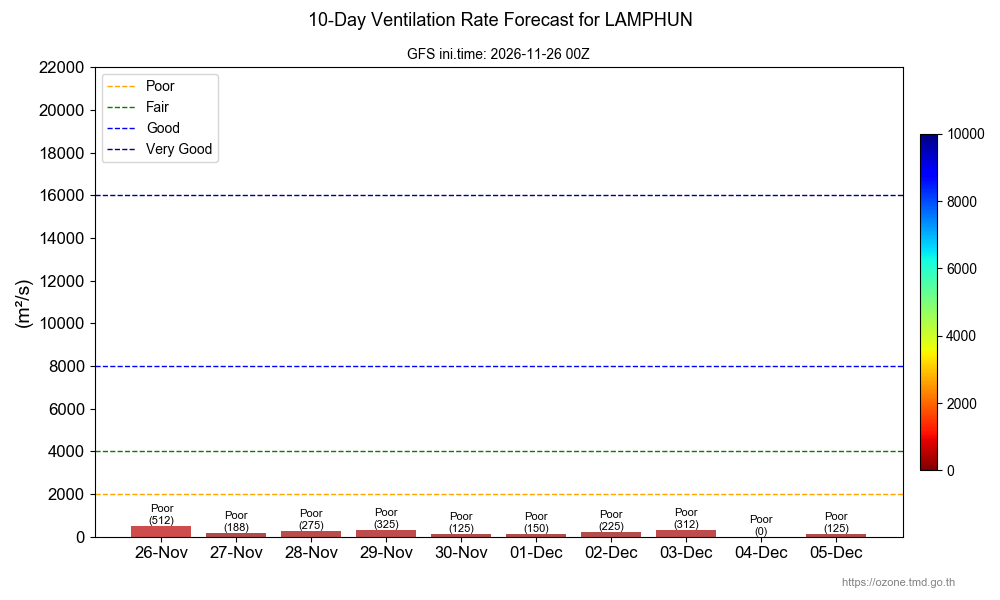 10-Day Ventilation Rate Forecast for LAMPHUN
GFS ini.time: 2026-11-26 00Z
(m²/s)
22000
20000
18000
16000
14000
12000
10000
8000
6000
4000
2000
0
Poor
Fair
Good
Very Good
Poor
(512)
Poor
(188)
Poor
(275)
Poor
(325)
Poor
(125)
Poor
(150)
Poor
(225)
Poor
(312)
Poor
(0)
Poor
(125)
26-Nov 27-Nov 28-Nov 29-Nov 30-Nov 01-Dec 02-Dec 03-Dec 04-Dec 05-Dec
10000
8000
6000
4000
2000
0
https://ozone.tmd.go.th